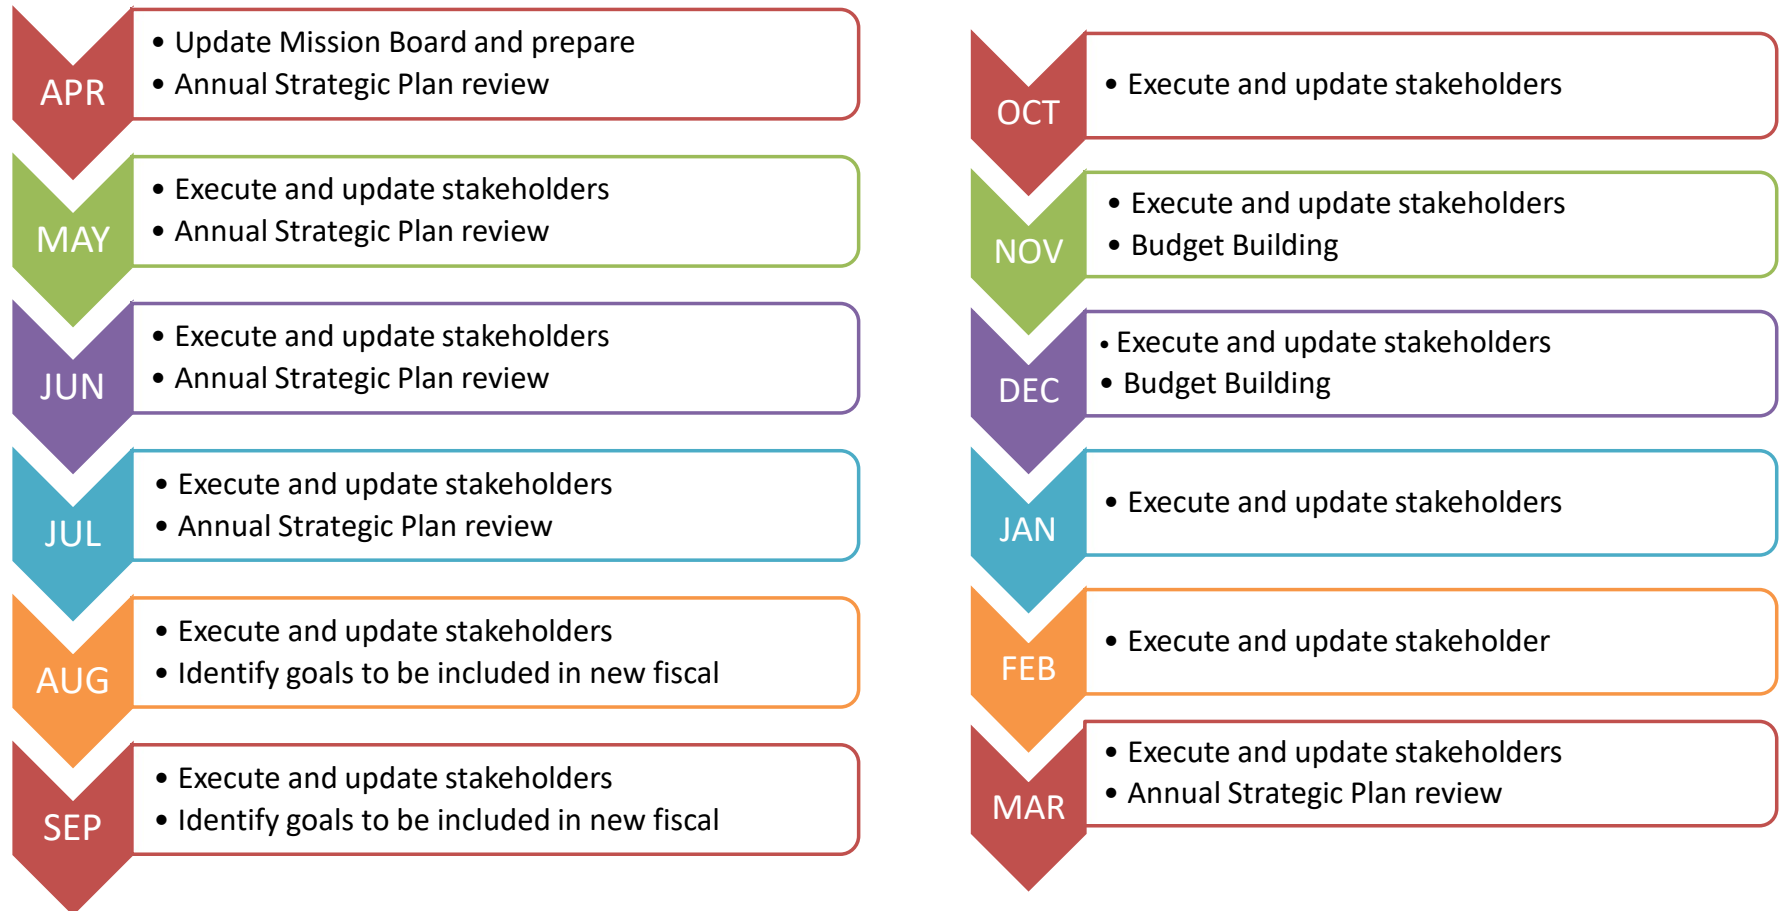 APR
• Update Mission Board and prepare
• Annual Strategic Plan review
MAY
• Execute and update stakeholders
• Annual Strategic Plan review
JUN
• Execute and update stakeholders
• Annual Strategic Plan review
JUL
• Execute and update stakeholders
• Annual Strategic Plan review
AUG
• Execute and update stakeholders
• Identify goals to be included in new fiscal
SEP
• Execute and update stakeholders
• Identify goals to be included in new fiscal
OCT
• Execute and update stakeholders
NOV
• Execute and update stakeholders
• Budget Building
DEC
• Execute and update stakeholders
• Budget Building
JAN
• Execute and update stakeholders
FEB
• Execute and update stakeholder
MAR
• Execute and update stakeholders
• Annual Strategic Plan review